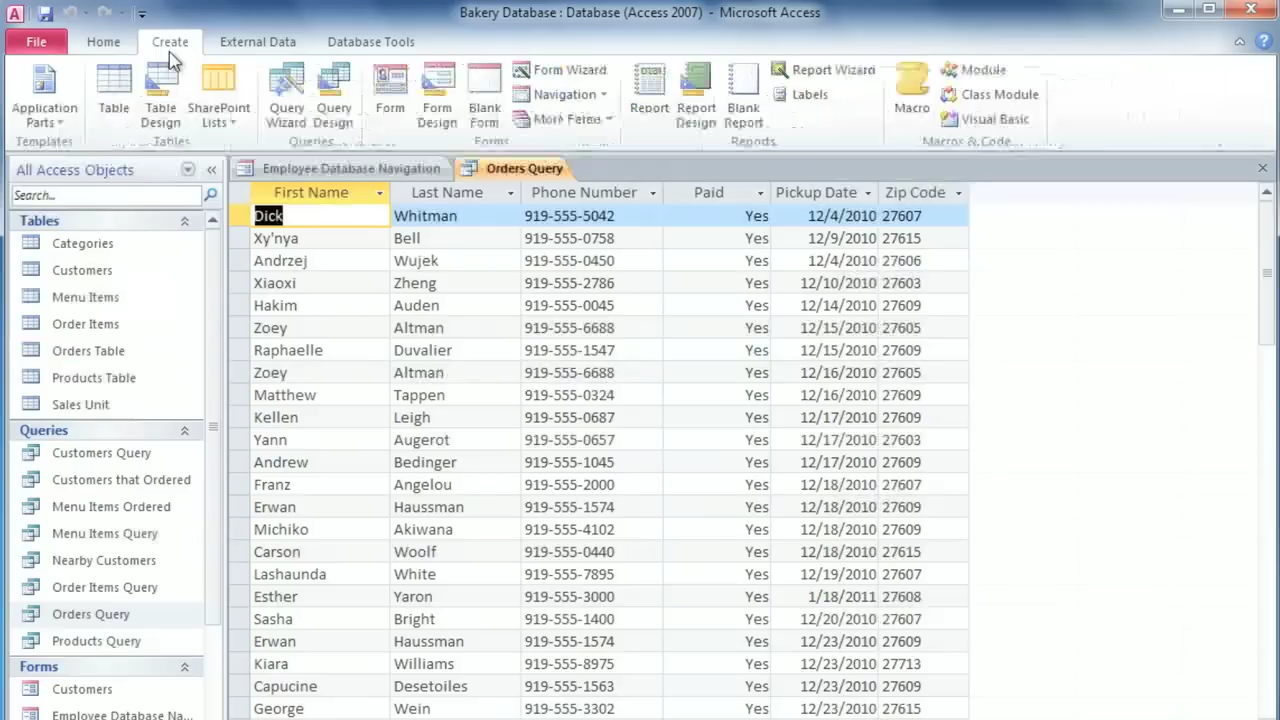 Bakery Database : Database (Access 2007) - Microsoft Access
File Home Create External Data Database Tools
Application Parts Table Table Design SharePoint Lists Query Wizard Query Design Form Form Design Blank Form Form Wizard Navigation More Forms Report Report Design Blank Report Report Wizard Labels Macro Module Class Module Visual Basic
Templates Tables Queries Forms Reports Macros & Code
All Access Objects
Search...
Tables
Categories
Customers
Menu Items
Order Items
Orders Table
Products Table
Sales Unit
Queries
Customers Query
Customers that Ordered
Menu Items Ordered
Menu Items Query
Nearby Customers
Order Items Query
Orders Query
Products Query
Forms
Customers
Employee Database Na...
Employee Database Navigation Orders Query
First Name Last Name Phone Number Paid Pickup Date Zip Code
Dick Whitman 919-555-5042 Yes 12/4/2010 27607
Xy'nya Bell 919-555-0758 Yes 12/9/2010 27615
Andrzej Wujek 919-555-0450 Yes 12/4/2010 27606
Xiaoxi Zheng 919-555-2786 Yes 12/10/2010 27603
Hakim Auden 919-555-0045 Yes 12/14/2010 27609
Zoey Altman 919-555-6688 Yes 12/15/2010 27605
Raphaelle Duvalier 919-555-1547 Yes 12/15/2010 27609
Zoey Altman 919-555-6688 Yes 12/16/2010 27605
Matthew Tappen 919-555-0324 Yes 12/16/2010 27609
Kellen Leigh 919-555-0687 Yes 12/17/2010 27609
Yann Augerot 919-555-0657 Yes 12/17/2010 27603
Andrew Bedinger 919-555-1045 Yes 12/17/2010 27609
Franz Angelou 919-555-2000 Yes 12/18/2010 27607
Erwan Haussman 919-555-1574 Yes 12/18/2010 27609
Michiko Akiwana 919-555-4102 Yes 12/18/2010 27609
Carson Woolf 919-555-0440 Yes 12/18/2010 27615
Lashaunda White 919-555-7895 Yes 12/19/2010 27607
Esther Yaron 919-555-3000 Yes 1/18/2011 27608
Sasha Bright 919-555-1400 Yes 12/20/2010 27607
Erwan Haussman 919-555-1574 Yes 12/23/2010 27609
Kiara Williams 919-555-8975 Yes 12/23/2010 27713
Capucine Desetoiles 919-555-1563 Yes 12/23/2010 27609
George Wein 919-555-3302 Yes 12/23/2010 27615